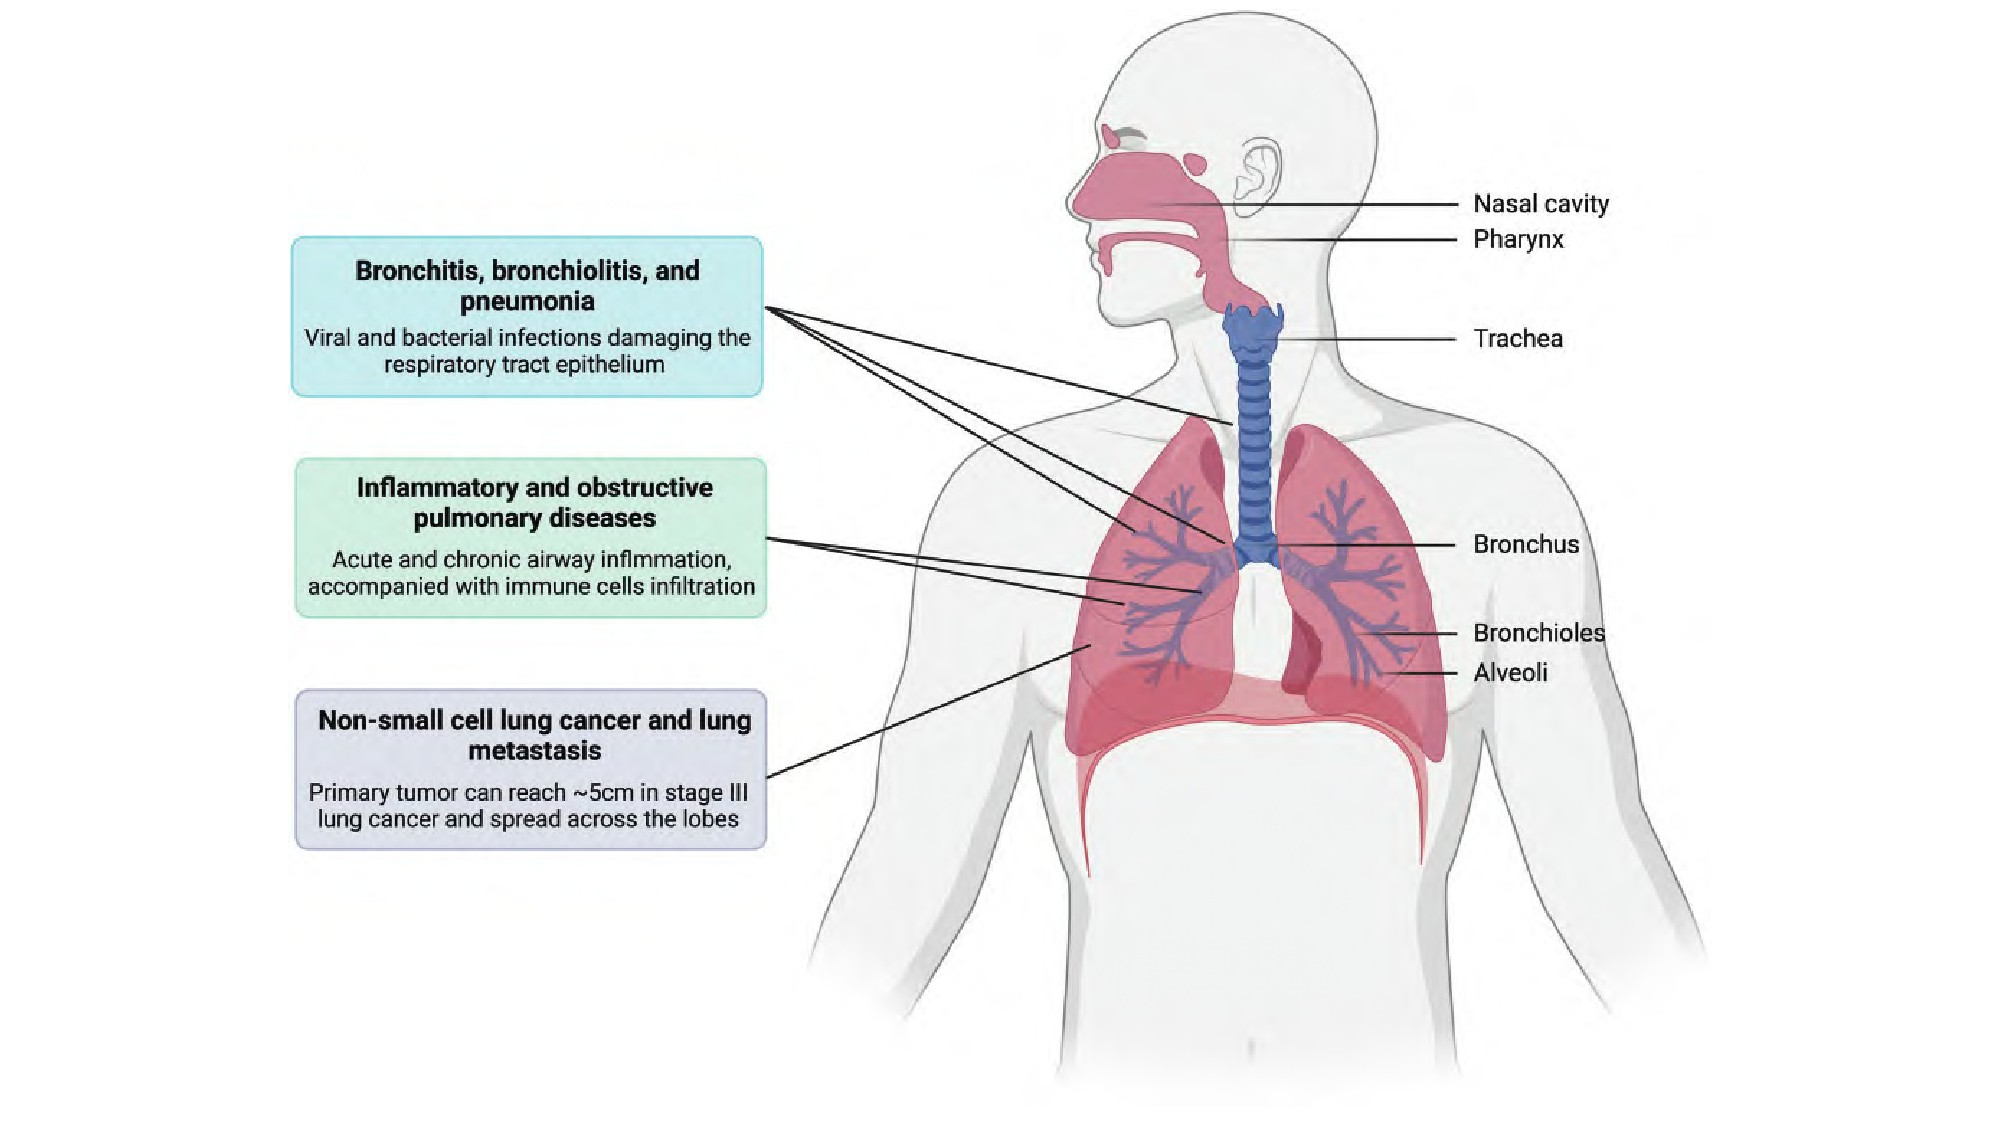 Bronchitis, bronchiolitis, and
pneumonia
Viral and bacterial infections damaging the
respiratory tract epithelium
Inflammatory and obstructive
pulmonary diseases
Acute and chronic airway inflmmation,
accompanied with immune cells infiltration
Non-small cell lung cancer and lung
metastasis
Primary tumor can reach ~5cm in stage III
lung cancer and spread across the lobes
Nasal cavity
Pharynx
Trachea
Bronchus
Bronchioles
Alveoli